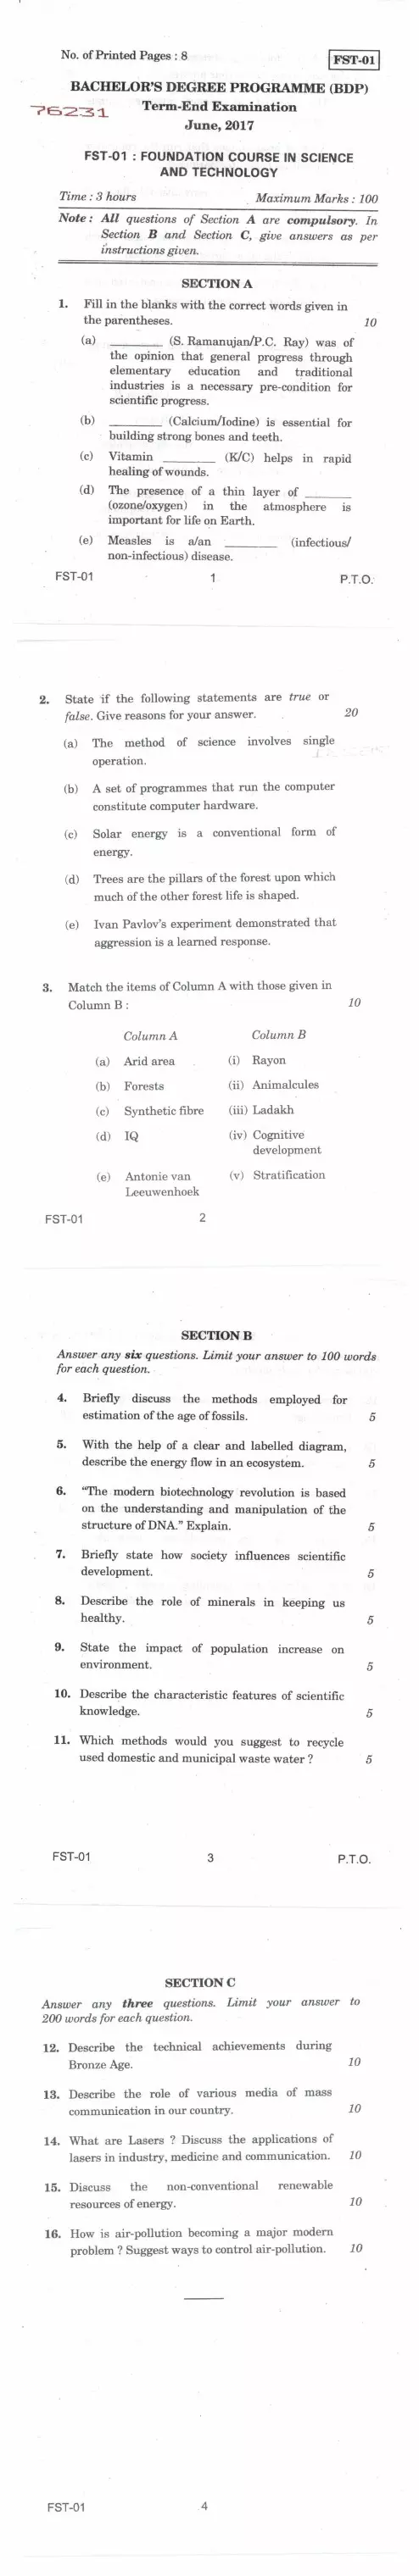 No. of Printed Pages : 8
FST-01
BACHELOR'S DEGREE PROGRAMME (BDP)
76231
Term-End Examination
June, 2017
FST-01 : FOUNDATION COURSE IN SCIENCE
AND TECHNOLOGY
Time : 3 hours Maximum Marks : 100
Note : All questions of Section A are compulsory. In
Section B and Section C, give answers as per
instructions given.
SECTION A
1. Fill in the blanks with the correct words given in
the parentheses. 10
(a) ________ (S. Ramanujan/P.C. Ray) was of
the opinion that general progress through
elementary education and traditional
industries is a necessary pre-condition for
scientific progress.
(b) ________ (Calcium/Iodine) is essential for
building strong bones and teeth.
(c) Vitamin ________ (K/C) helps in rapid
healing of wounds.
(d) The presence of a thin layer of ________
(ozone/oxygen) in the atmosphere is
important for life on Earth.
(e) Measles is a/an ________ (infectious/
non-infectious) disease.
FST-01 1 P.T.O.
2. State if the following statements are true or
false. Give reasons for your answer. 20
(a) The method of science involves single
operation.
(b) A set of programmes that run the computer
constitute computer hardware.
(c) Solar energy is a conventional form of
energy.
(d) Trees are the pillars of the forest upon which
much of the other forest life is shaped.
(e) Ivan Pavlov's experiment demonstrated that
aggression is a learned response.
3. Match the items of Column A with those given in
Column B : 10
Column A Column B
(a) Arid area (i) Rayon
(b) Forests (ii) Animalcules
(c) Synthetic fibre (iii) Ladakh
(d) IQ (iv) Cognitive
development
(e) Antonie van (v) Stratification
Leeuwenhoek
FST-01 2
SECTION B
Answer any six questions. Limit your answer to 100 words
for each question.
4. Briefly discuss the methods employed for
estimation of the age of fossils. 5
5. With the help of a clear and labelled diagram,
describe the energy flow in an ecosystem. 5
6. "The modern biotechnology revolution is based
on the understanding and manipulation of the
structure of DNA." Explain. 5
7. Briefly state how society influences scientific
development. 5
8. Describe the role of minerals in keeping us
healthy. 5
9. State the impact of population increase on
environment. 5
10. Describe the characteristic features of scientific
knowledge. 5
11. Which methods would you suggest to recycle
used domestic and municipal waste water ? 5
FST-01 3 P.T.O.
SECTION C
Answer any three questions. Limit your answer to
200 words for each question.
12. Describe the technical achievements during
Bronze Age. 10
13. Describe the role of various media of mass
communication in our country. 10
14. What are Lasers ? Discuss the applications of
lasers in industry, medicine and communication. 10
15. Discuss the non-conventional renewable
resources of energy. 10
16. How is air-pollution becoming a major modern
problem ? Suggest ways to control air-pollution. 10
FST-01 4